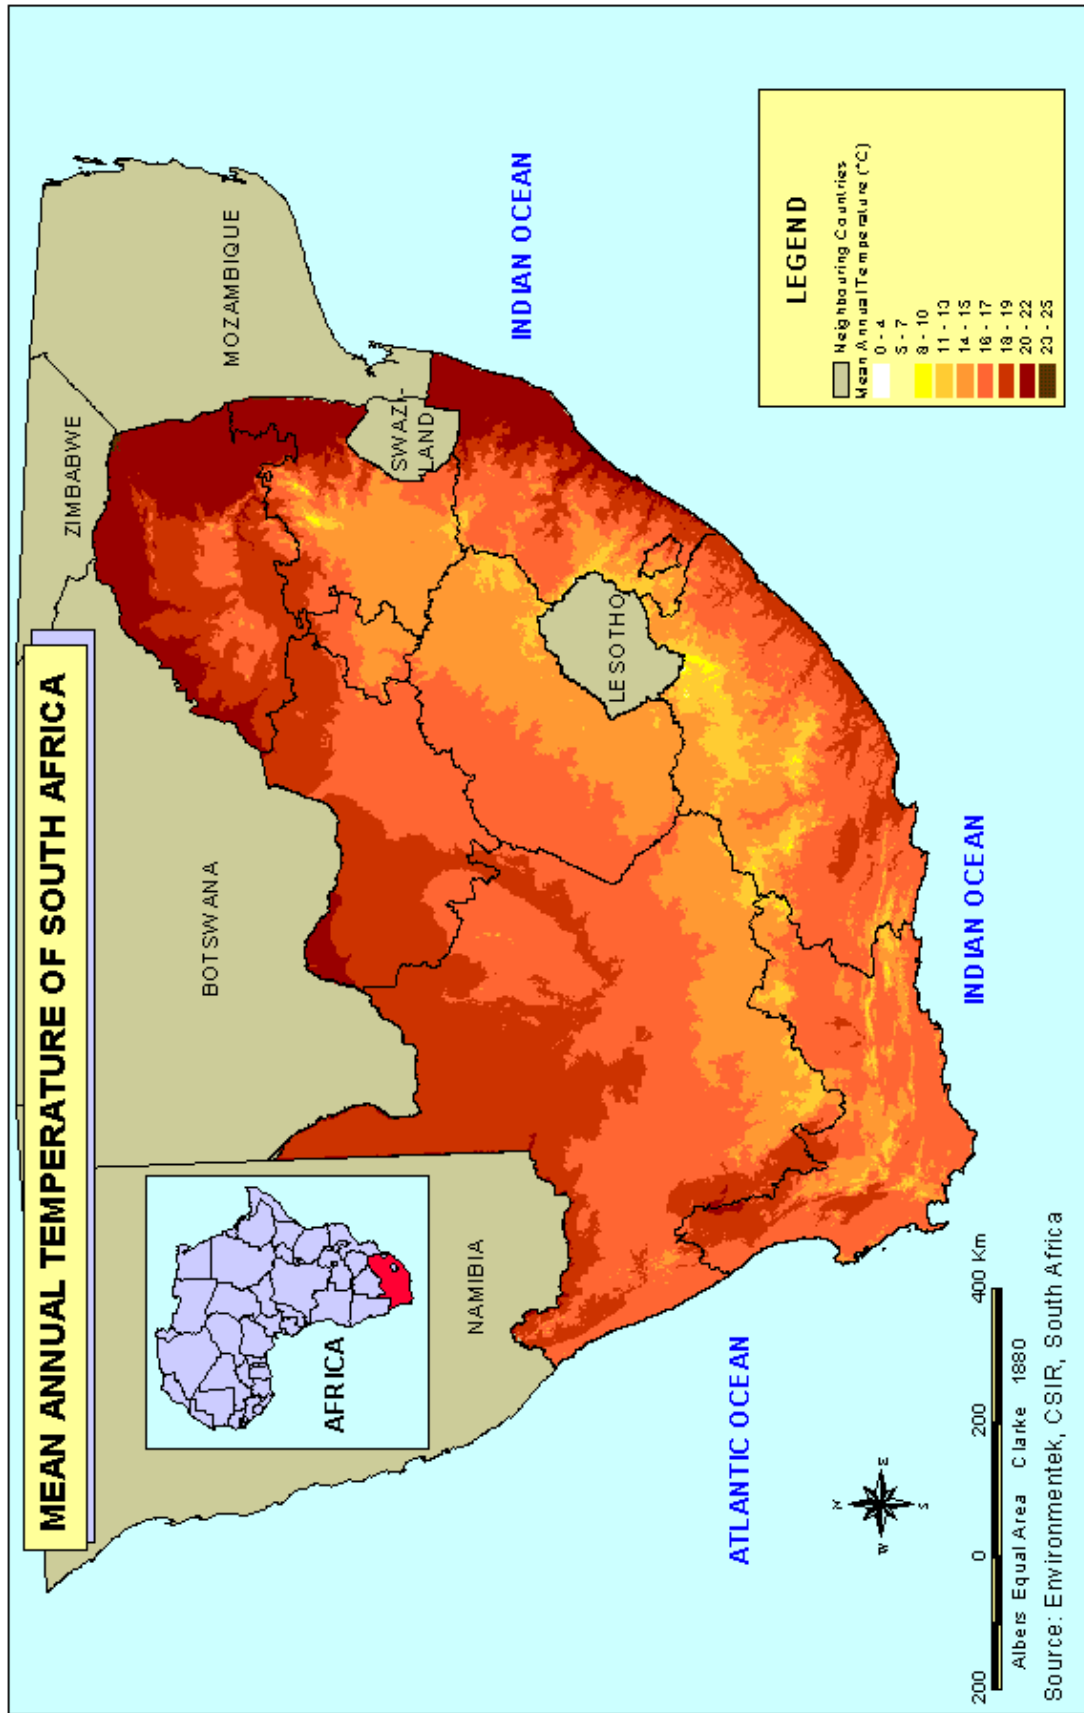 MEAN ANNUAL TEMPERATURE OF SOUTH AFRICA
ZIMBABWE
MOZAMBIQUE
BOTSWANA
NAMIBIA
SWAZI-
LAND
LESOTHO
AFRICA
INDIAN OCEAN
INDIAN OCEAN
ATLANTIC OCEAN
N
W E
S
200 0 200 400 Km
Albers Equal Area Clarke 1880
Source: Environmentek, CSIR, South Africa
LEGEND
Neighbouring Countries
Mean Annual Temperature (°C)
0 - 4
5 - 7
8 - 10
11 - 13
14 - 15
16 - 17
18 - 19
20 - 22
23 - 25